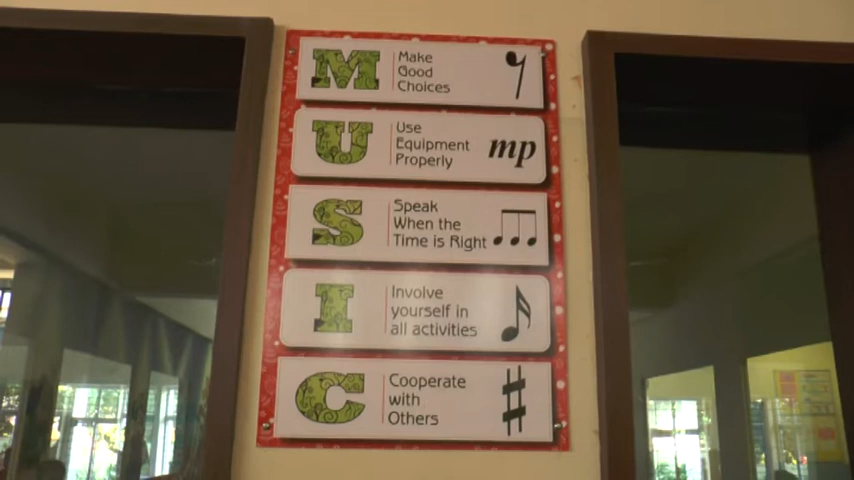 M
Make
Good
Choices
U
Use
Equipment
Properly
mp
S
Speak
When the
Time is Right
I
Involve
yourself in
all activities
C
Cooperate
with
Others